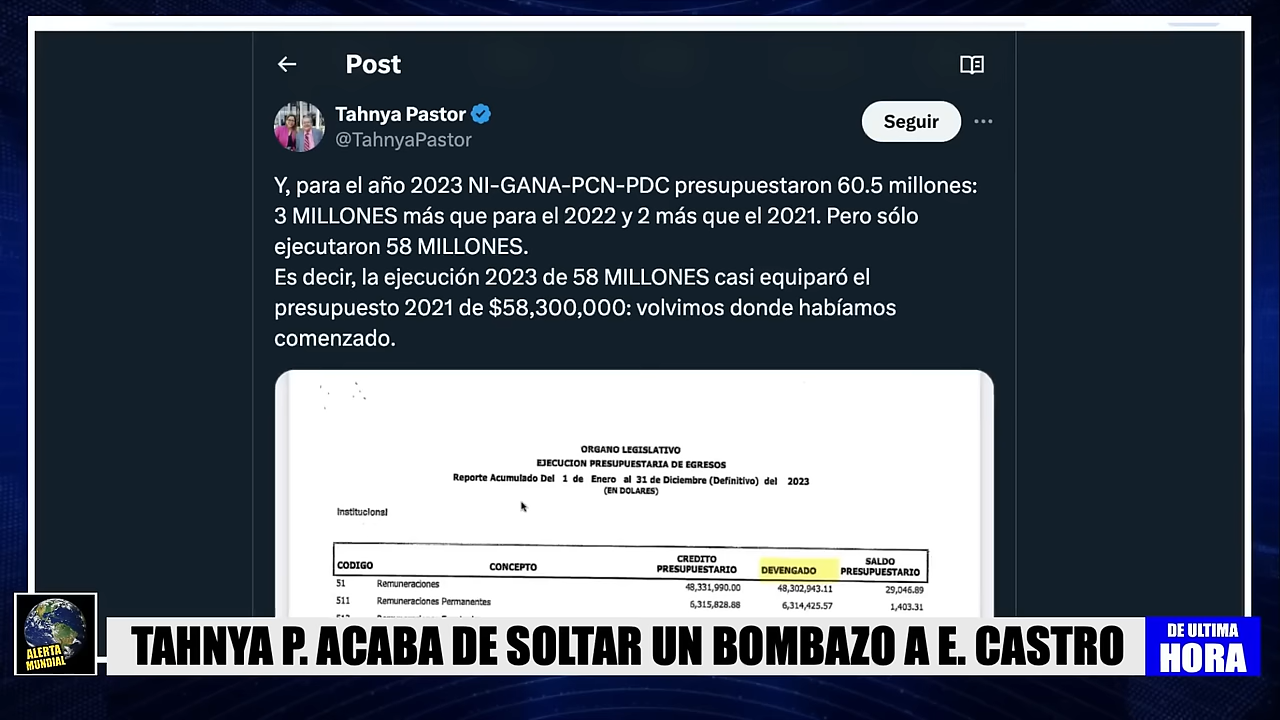 Post
Tahnya Pastor
@TahnyaPastor
Seguir
Y, para el año 2023 NI-GANA-PCN-PDC presupuestaron 60.5 millones:
3 MILLONES más que para el 2022 y 2 más que el 2021. Pero sólo
ejecutaron 58 MILLONES.
Es decir, la ejecución 2023 de 58 MILLONES casi equiparó el
presupuesto 2021 de $58,300,000: volvimos donde habíamos
comenzado.
ORGANO LEGISLATIVO
EJECUCION PRESUPUESTARIA DE EGRESOS
Reporte Acumulado Del 1 de Enero al 31 de Diciembre (Definitivo) del 2023
(EN DOLARES)
Institucional
CODIGO CONCEPTO CREDITO PRESUPUESTARIO DEVENGADO SALDO PRESUPUESTARIO
51 Remuneraciones 48,331,990.00 48,302,943.11 29,046.89
511 Remuneraciones Permanentes 6,315,828.88 6,314,425.57 1,403.31
ALERTA
MUNDIAL
TAHNYA P. ACABA DE SOLTAR UN BOMBAZO A E. CASTRO
DE ULTIMA
HORA